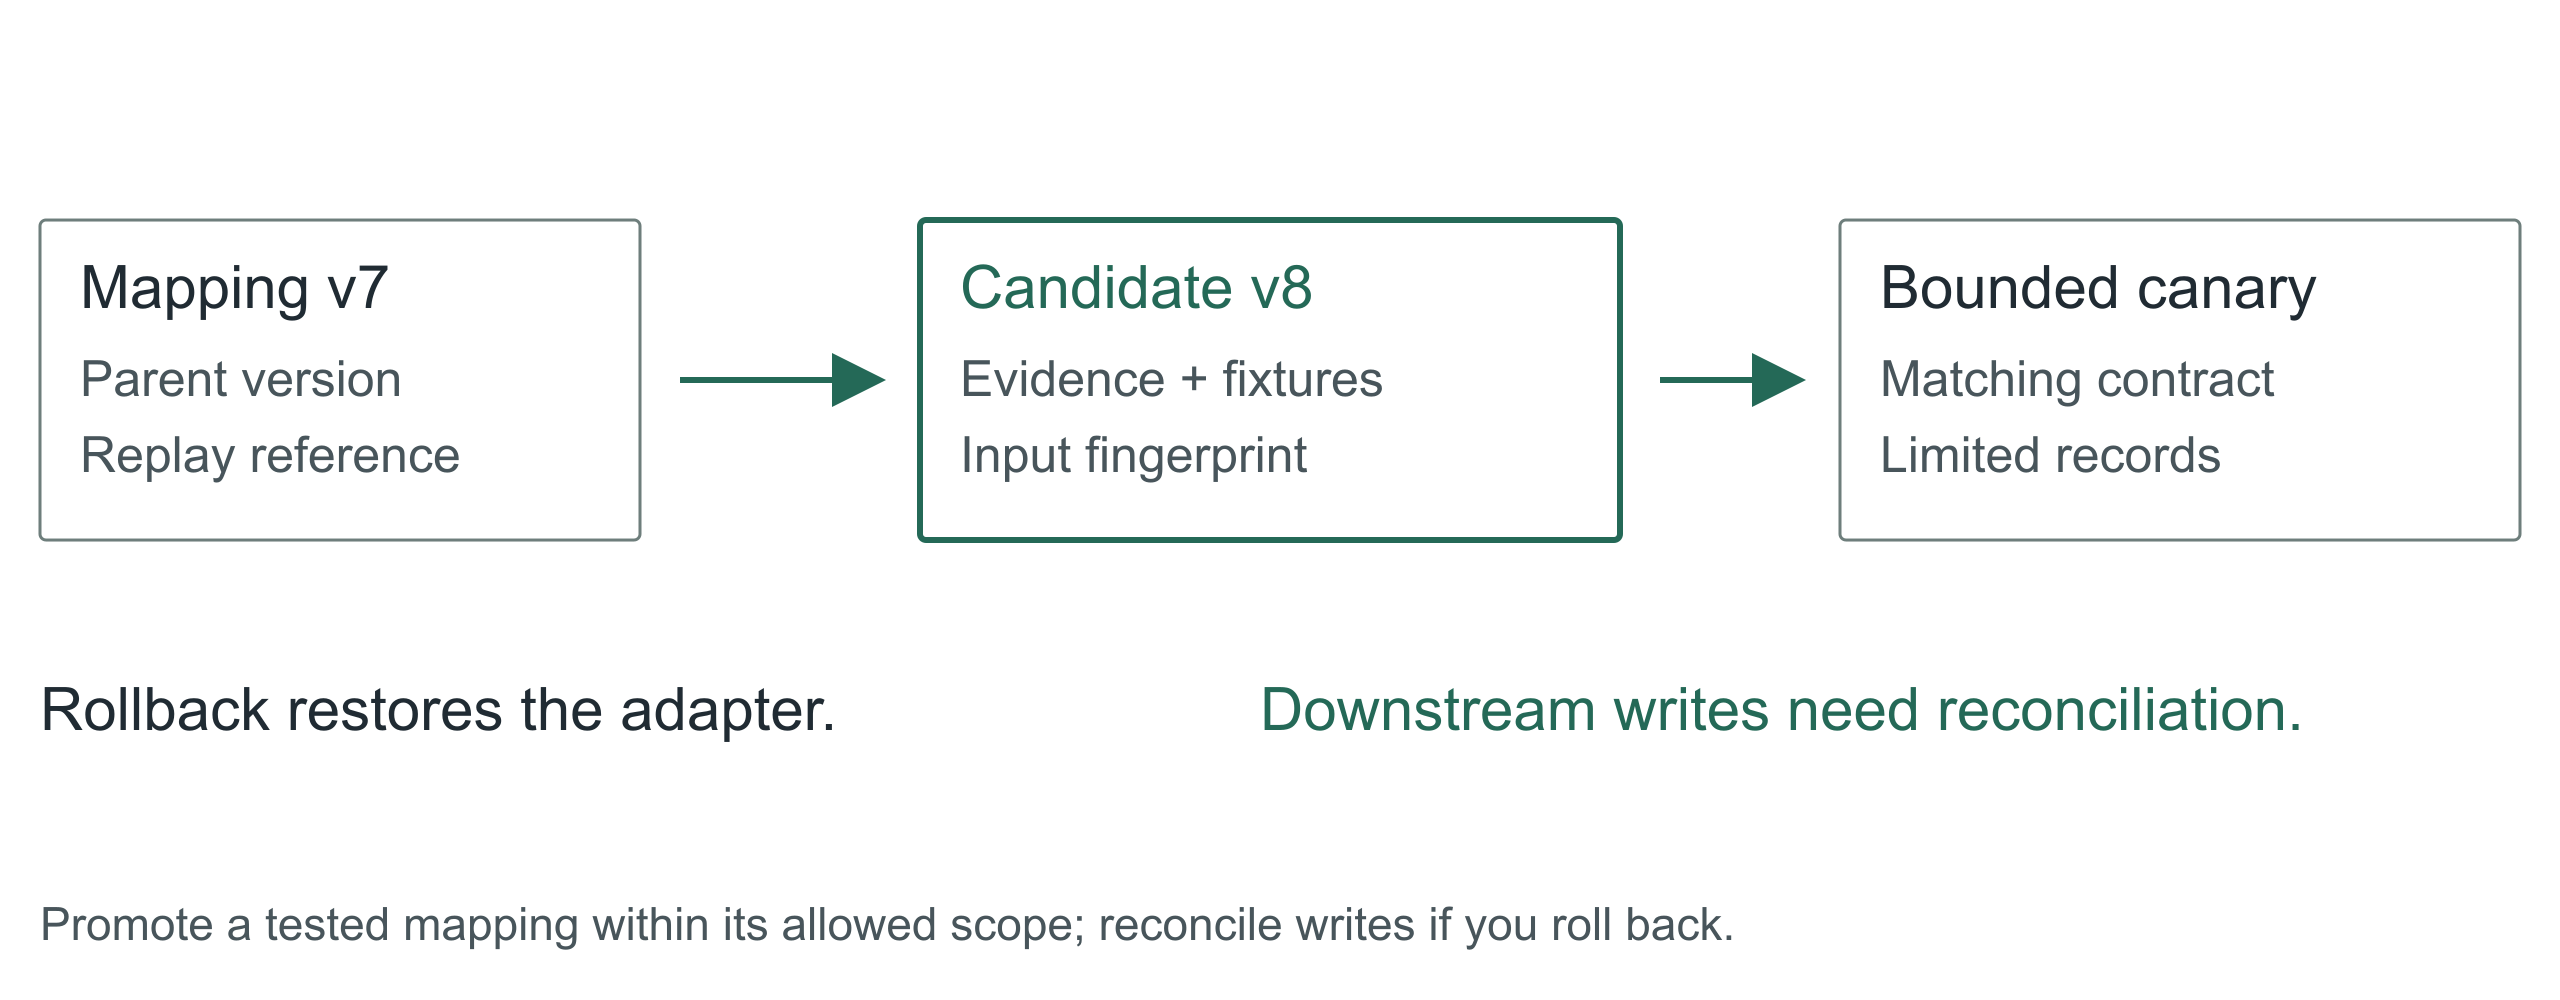 Mapping v7
Parent version
Replay reference
Candidate v8
Evidence + fixtures
Input fingerprint
Bounded canary
Matching contract
Limited records
Rollback restores the adapter.
Downstream writes need reconciliation.
Promote a tested mapping within its allowed scope; reconcile writes if you roll back.